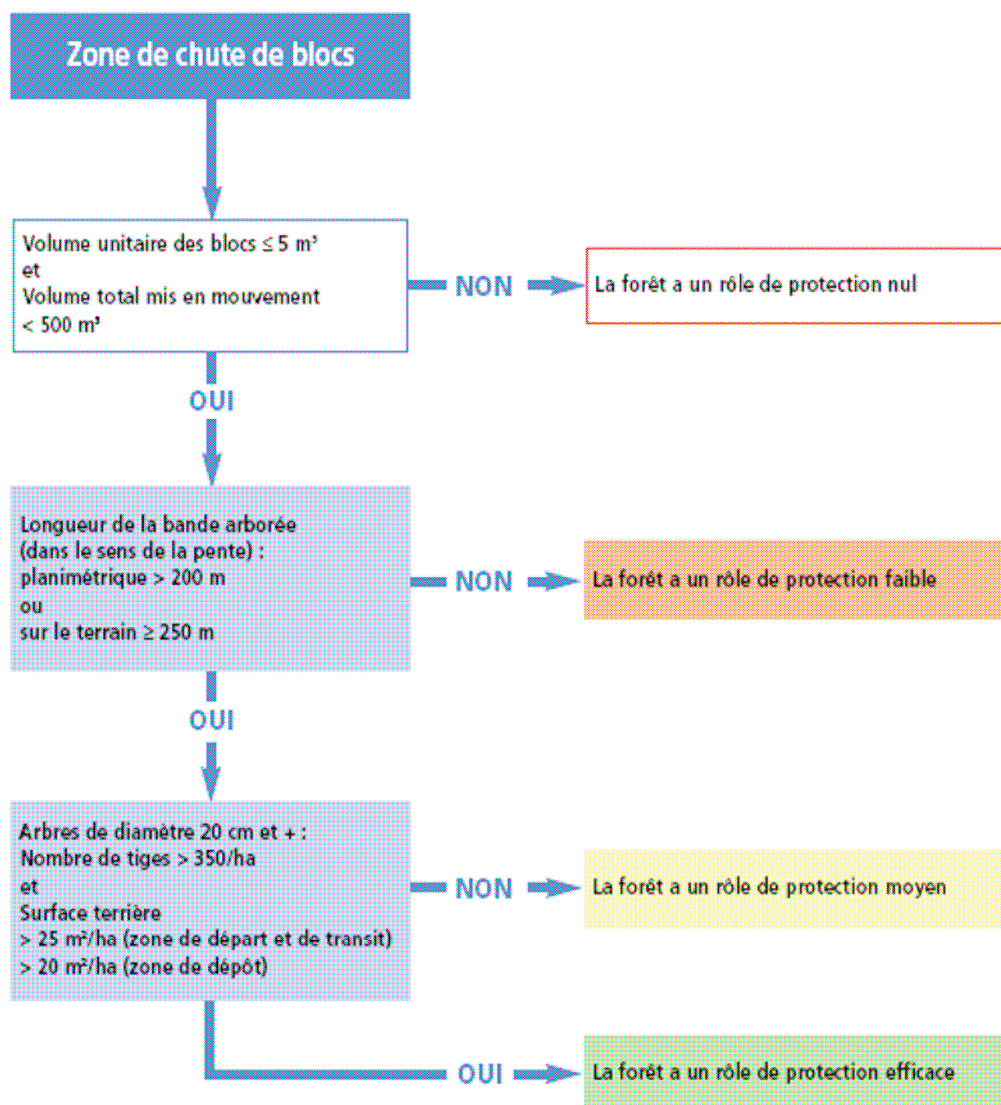 Zone de chute de blocs
Volume unitaire des blocs ≤ 5 m³
et
Volume total mis en mouvement
< 500 m³
NON
La forêt a un rôle de protection nul
OUI
Longueur de la bande arborée
(dans le sens de la pente) :
planimétrique > 200 m
ou
sur le terrain ≥ 250 m
NON
La forêt a un rôle de protection faible
OUI
Arbres de diamètre 20 cm et + :
Nombre de tiges > 350/ha
et
Surface terrière
> 25 m²/ha (zone de départ et de transit)
> 20 m²/ha (zone de dépôt)
NON
La forêt a un rôle de protection moyen
OUI
La forêt a un rôle de protection efficace